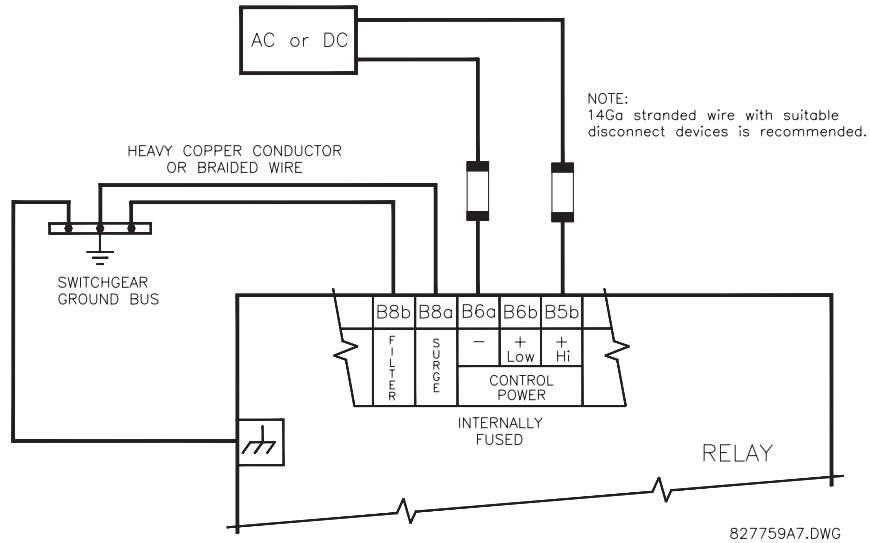 AC or DC
NOTE:
14Ga stranded wire with suitable
disconnect devices is recommended.
HEAVY COPPER CONDUCTOR
OR BRAIDED WIRE
SWITCHGEAR
GROUND BUS
B8b B8a B6a B6b B5b
FILTER
SURGE
−
+
Low
+
Hi
CONTROL
POWER
INTERNALLY
FUSED
RELAY
827759A7.DWG